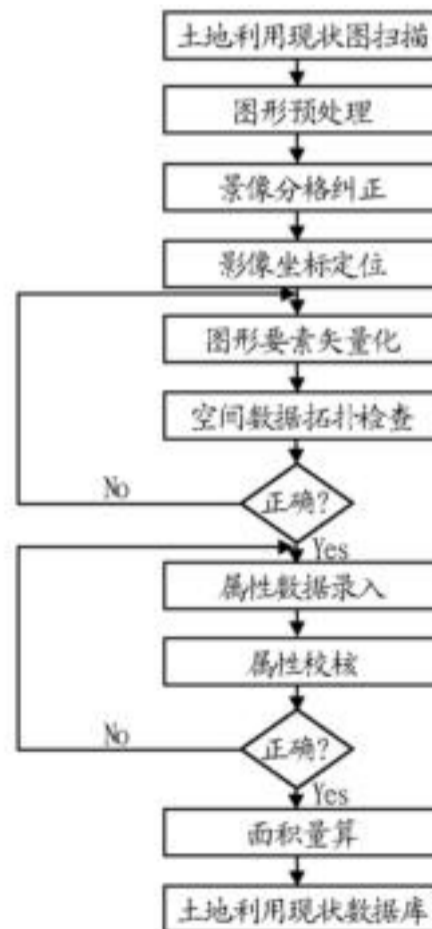 土地利用现状图扫描
图形预处理
景像分格纠正
影像坐标定位
图形要素矢量化
空间数据拓扑检查
No
正确?
Yes
属性数据录入
属性校核
No
正确?
Yes
面积量算
土地利用现状数据库